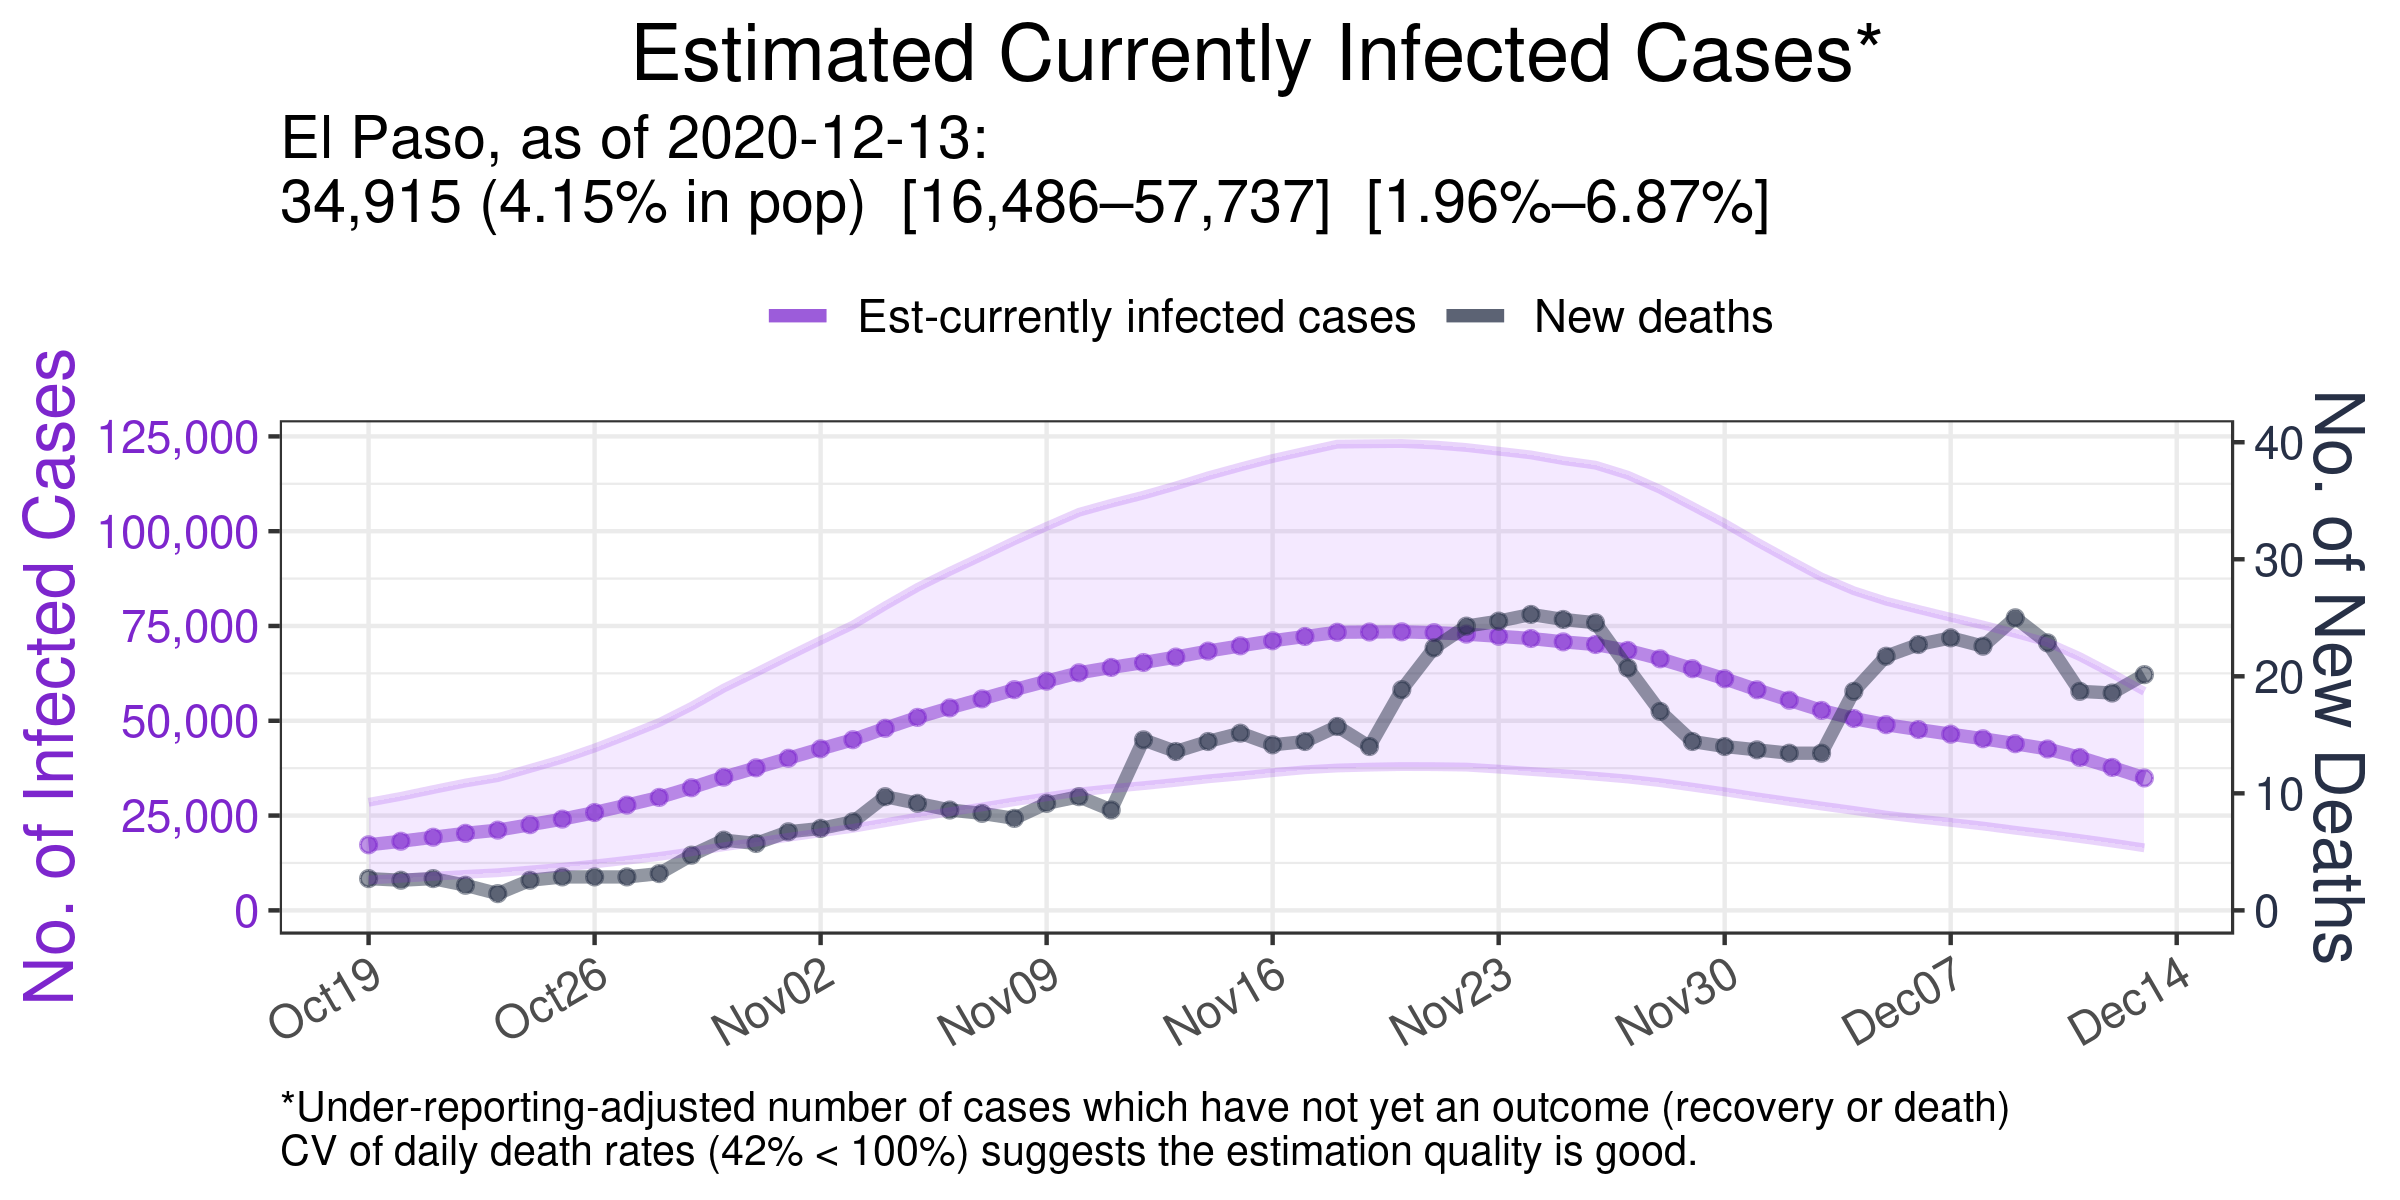 Estimated Currently Infected Cases*
El Paso, as of 2020-12-13:
34,915 (4.15% in pop)  [16,486–57,737]  [1.96%–6.87%]
Est-currently infected cases
New deaths
No. of Infected Cases
125,000
100,000
75,000
50,000
25,000
0
No. of New Deaths
40
30
20
10
0
Oct19
Oct26
Nov02
Nov09
Nov16
Nov23
Nov30
Dec07
Dec14
*Under-reporting-adjusted number of cases which have not yet an outcome (recovery or death)
CV of daily death rates (42% < 100%) suggests the estimation quality is good.